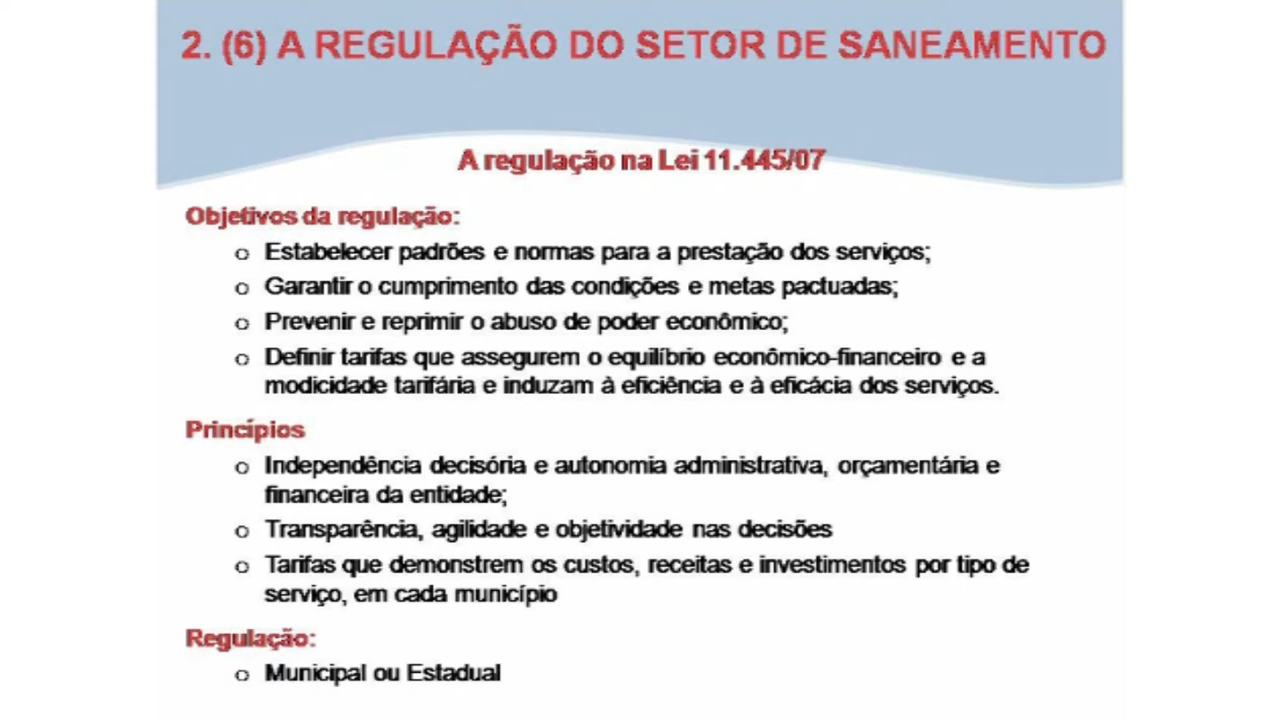 2. (6) A REGULAÇÃO DO SETOR DE SANEAMENTO
A regulação na Lei 11.445/07
Objetivos da regulação:
o Estabelecer padrões e normas para a prestação dos serviços;
o Garantir o cumprimento das condições e metas pactuadas;
o Prevenir e reprimir o abuso de poder econômico;
o Definir tarifas que assegurem o equilíbrio econômico-financeiro e a
modicidade tarifária e induzam à eficiência e à eficácia dos serviços.
Princípios
o Independência decisória e autonomia administrativa, orçamentária e
financeira da entidade;
o Transparência, agilidade e objetividade nas decisões
o Tarifas que demonstrem os custos, receitas e investimentos por tipo de
serviço, em cada município
Regulação:
o Municipal ou Estadual